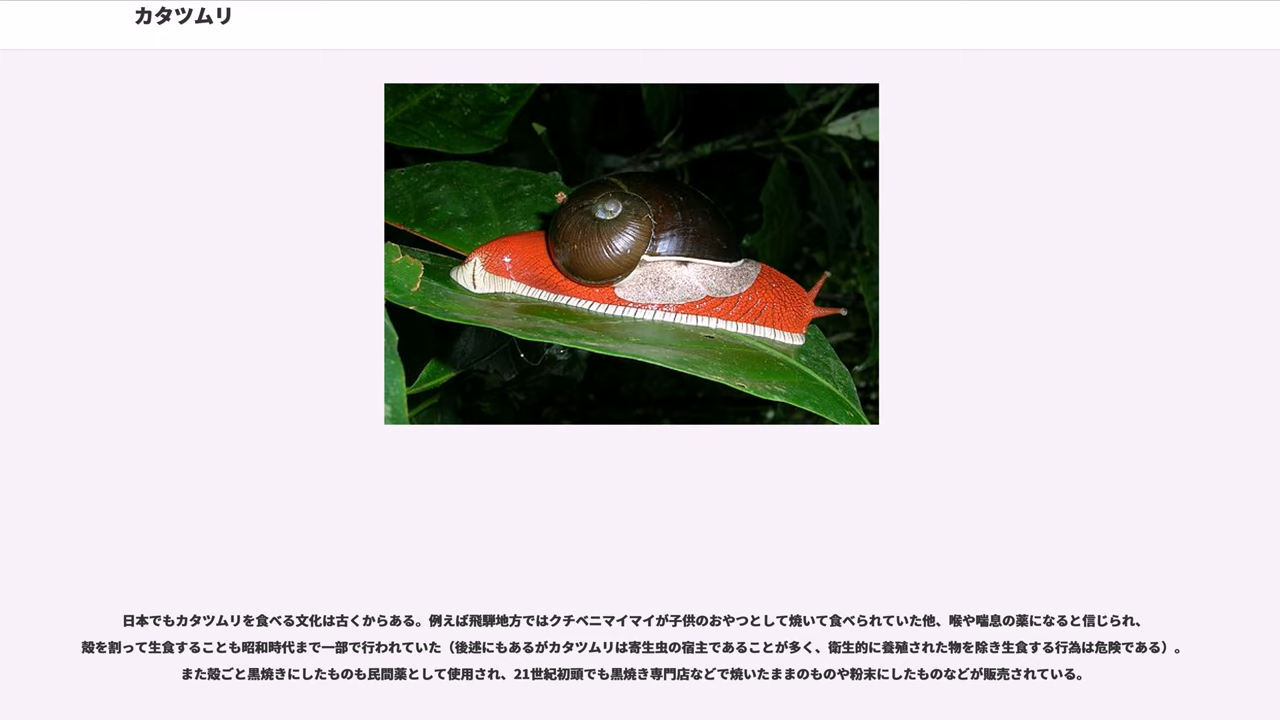 カタツムリ
日本でもカタツムリを食べる文化は古くからある。例えば飛騨地方ではクチベニマイマイが子供のおやつとして焼いて食べられていた他、喉や喘息の薬になると信じられ、
殻を割って生食することも昭和時代まで一部で行われていた（後述にもあるがカタツムリは寄生虫の宿主であることが多く、衛生的に養殖された物を除き生食する行為は危険である）。
また殻ごと黒焼きにしたものも民間薬として使用され、21世紀初頭でも黒焼き専門店などで焼いたままのものや粉末にしたものなどが販売されている。